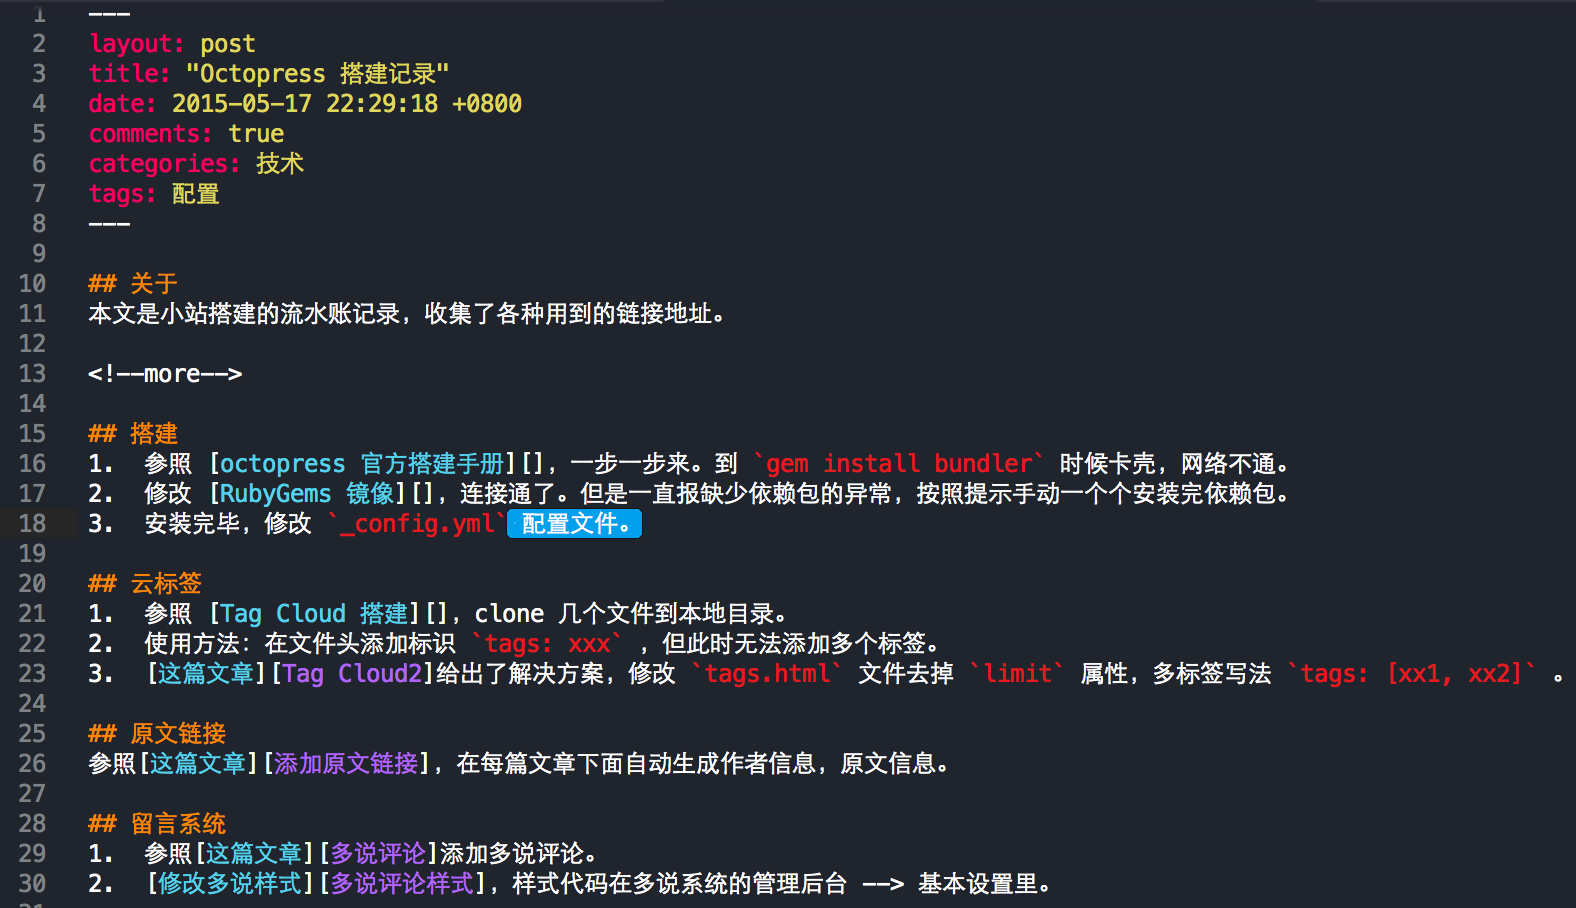 1 ---
2 layout: post
3 title: "Octopress 搭建记录"
4 date: 2015-05-17 22:29:18 +0800
5 comments: true
6 categories: 技术
7 tags: 配置
8 ---
9
10 ## 关于
11 本文是小站搭建的流水账记录，收集了各种用到的链接地址。
12
13 <!--more-->
14
15 ## 搭建
16 1. 参照 [octopress 官方搭建手册][]，一步一步来。到 `gem install bundler` 时候卡壳，网络不通。
17 2. 修改 [RubyGems 镜像][]，连接通了。但是一直报缺少依赖包的异常，按照提示手动一个个安装完依赖包。
18 3. 安装完毕，修改 `_config.yml` 配置文件。
19
20 ## 云标签
21 1. 参照 [Tag Cloud 搭建][]，clone 几个文件到本地目录。
22 2. 使用方法：在文件头添加标识 `tags: xxx` ，但此时无法添加多个标签。
23 3. [这篇文章][Tag Cloud2]给出了解决方案，修改 `tags.html` 文件去掉 `limit` 属性，多标签写法 `tags: [xx1, xx2]` 。
24
25 ## 原文链接
26 参照[这篇文章][添加原文链接]，在每篇文章下面自动生成作者信息，原文信息。
27
28 ## 留言系统
29 1. 参照[这篇文章][多说评论]添加多说评论。
30 2. [修改多说样式][多说评论样式]，样式代码在多说系统的管理后台 --> 基本设置里。